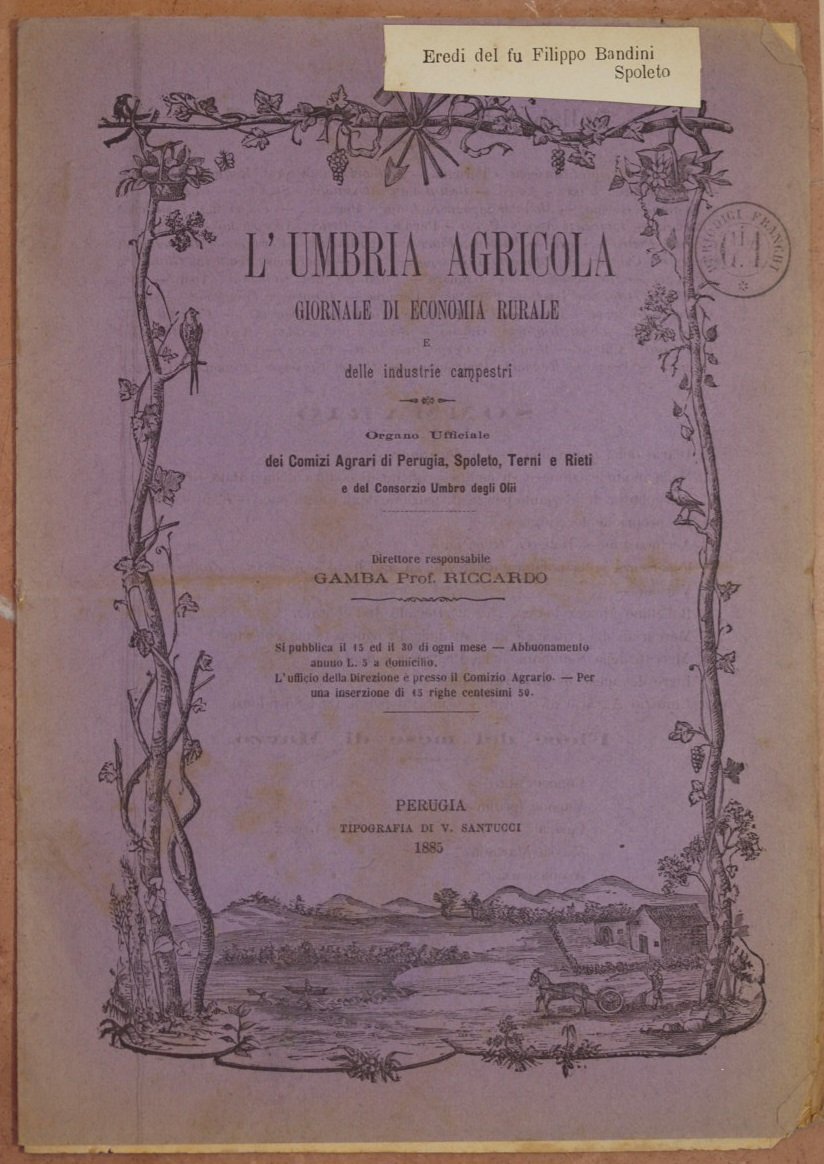 Eredi del fu Filippo Bandini
Spoleto
L' UMBRIA AGRICOLA
GIORNALE DI ECONOMIA RURALE
E
delle industrie campestri
PERIODICI FRANCHI
Organo Ufficiale
dei Comizi Agrari di Perugia, Spoleto, Terni e Rieti
e del Consorzio Umbro degli Olii
Direttore responsabile
GAMBA Prof. RICCARDO
Si pubblica il 15 ed il 30 di ogni mese — Abbuonamento
annuo L. 5 a domicilio.
L'ufficio della Direzione è presso il Comizio Agrario. — Per
una inserzione di 15 righe centesimi 50.
PERUGIA
TIPOGRAFIA DI V. SANTUCCI
1885